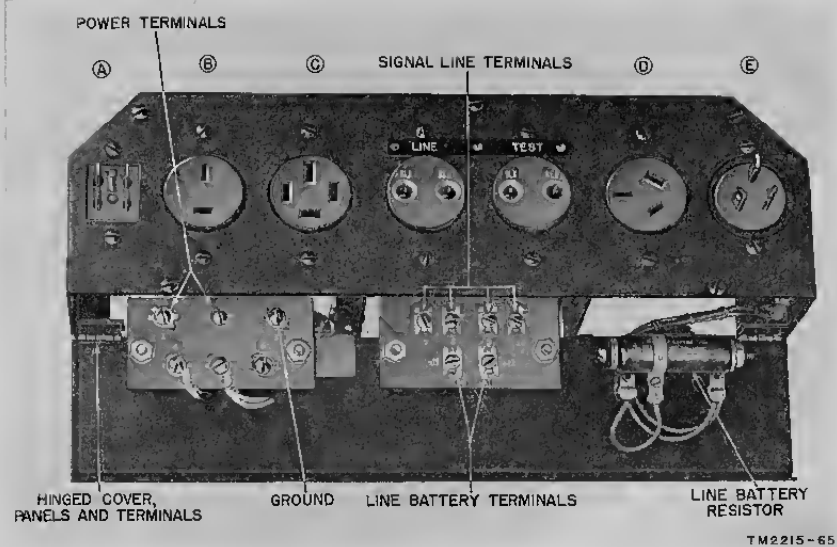 POWER TERMINALS
SIGNAL LINE TERMINALS
A B C D E
LINE TEST
HINGED COVER,
PANELS AND TERMINALS
GROUND
LINE BATTERY TERMINALS
LINE BATTERY
RESISTOR
TM2215-65